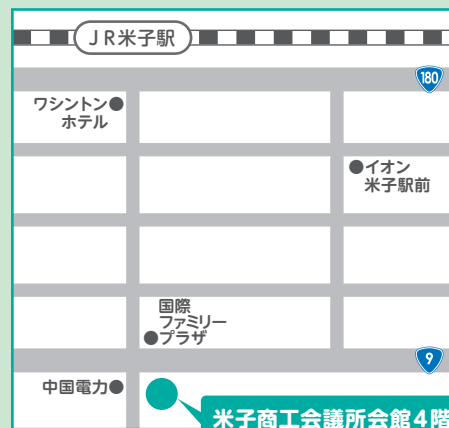 JR米子駅
180
ワシントン
ホテル
イオン
米子駅前
国際
ファミリー
プラザ
9
中国電力
米子商工会議所会館4階